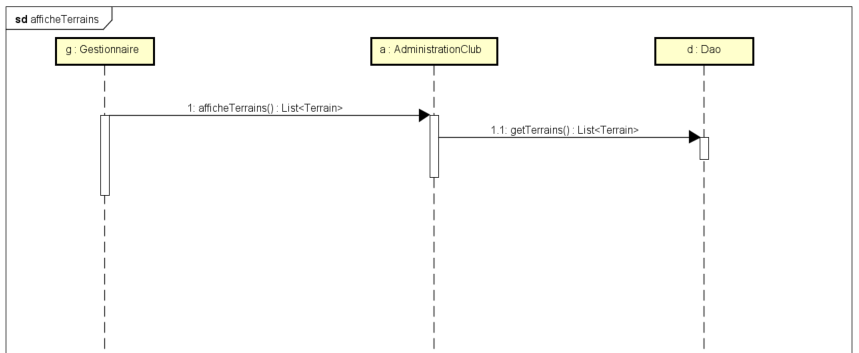 sd afficheTerrains
g : Gestionnaire
a : AdministrationClub
d : Dao
1: afficheTerrains() : List<Terrain>
1.1: getTerrains() : List<Terrain>